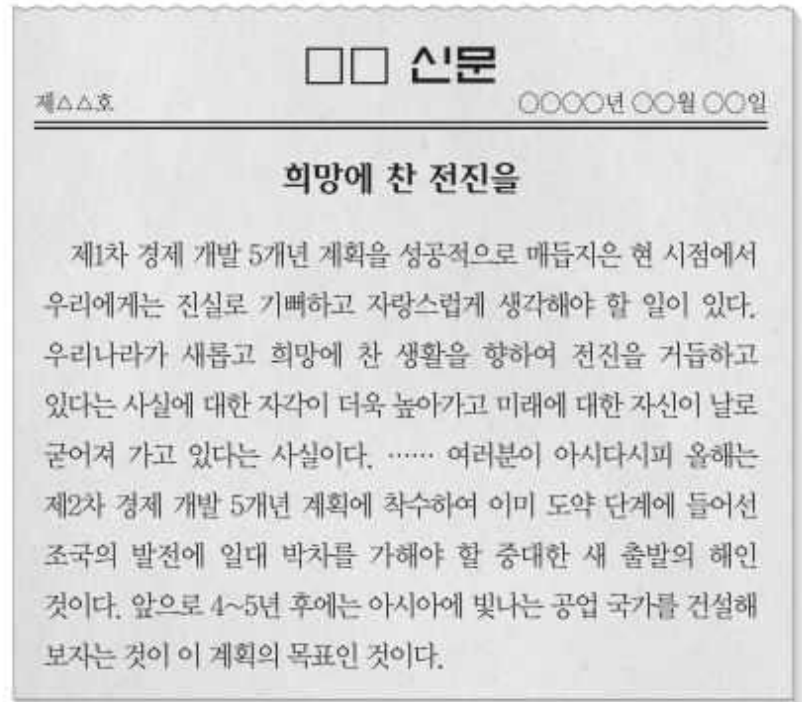 □□ 신문
제△△호 ○○○○년 ○○월 ○○일
희망에 찬 전진을
제1차 경제 개발 5개년 계획을 성공적으로 매듭지은 현 시점에서
우리에게는 진실로 기뻐하고 자랑스럽게 생각해야 할 일이 있다.
우리나라가 새롭고 희망에 찬 생활을 향하여 전진을 거듭하고
있다는 사실에 대한 자각이 더욱 높아가고 미래에 대한 자신이 날로
굳어져 가고 있다는 사실이다. …… 여러분이 아시다시피 올해는
제2차 경제 개발 5개년 계획에 착수하여 이미 도약 단계에 들어선
조국의 발전에 일대 박차를 가해야 할 중대한 새 출발의 해인
것이다. 앞으로 4~5년 후에는 아시아에 빛나는 공업 국가를 건설해
보자는 것이 이 계획의 목표인 것이다.